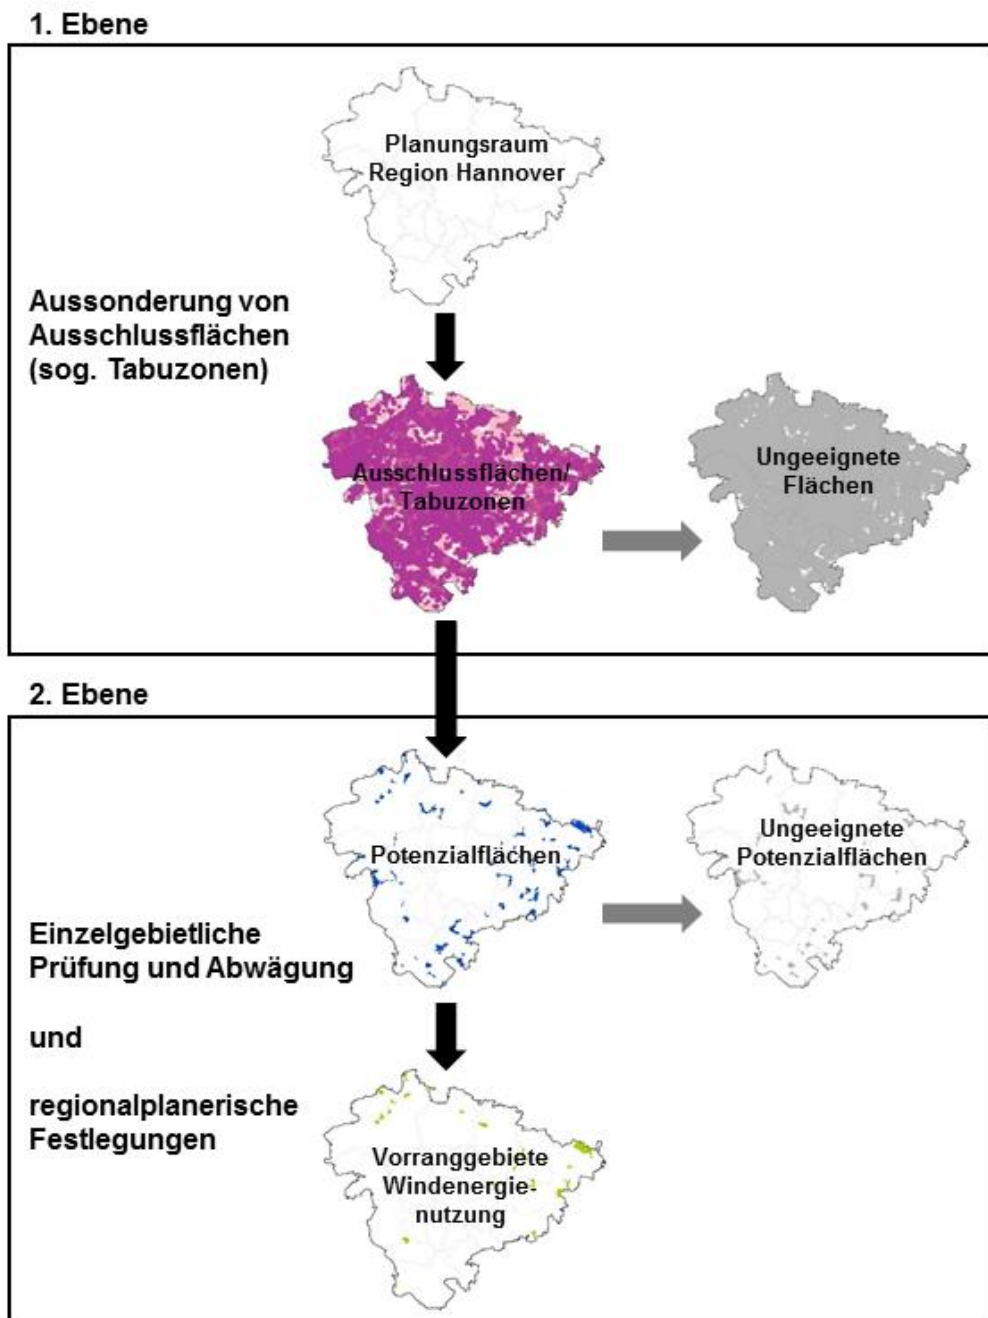 1. Ebene
Planungsraum
Region Hannover
Aussonderung von
Ausschlussflächen
(sog. Tabuzonen)
Ausschlussflächen/
Tabuzonen
Ungeeignete
Flächen
2. Ebene
Potenzialflächen
Ungeeignete
Potenzialflächen
Einzelgebietliche
Prüfung und Abwägung
und
regionalplanerische
Festlegungen
Vorranggebiete
Windenergie-
nutzung